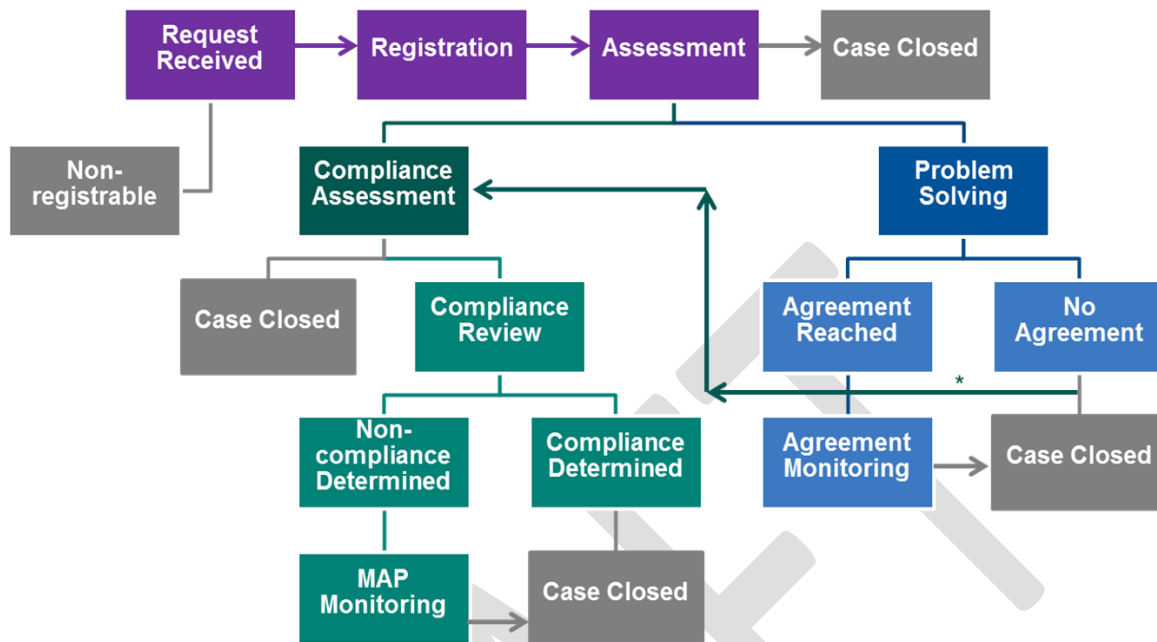 Request
Received
Registration
Assessment
Case Closed
Non-
registrable
Compliance
Assessment
Problem
Solving
Case Closed
Compliance
Review
Agreement
Reached
No
Agreement
*
Non-
compliance
Determined
Compliance
Determined
Agreement
Monitoring
Case Closed
MAP
Monitoring
Case Closed